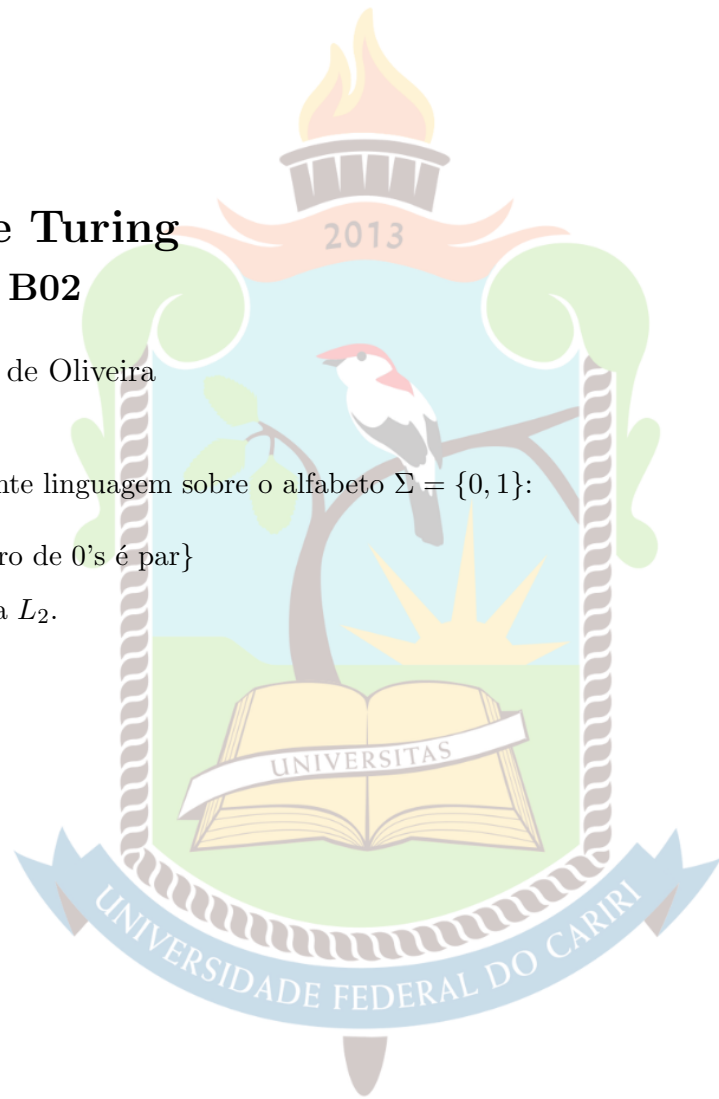 2013
e Turing
B02
de Oliveira
nte linguagem sobre o alfabeto Σ = {0, 1}:
ro de 0's é par}
a L₂.
UNIVERSITAS
UNIVERSIDADE FEDERAL DO CARIRI